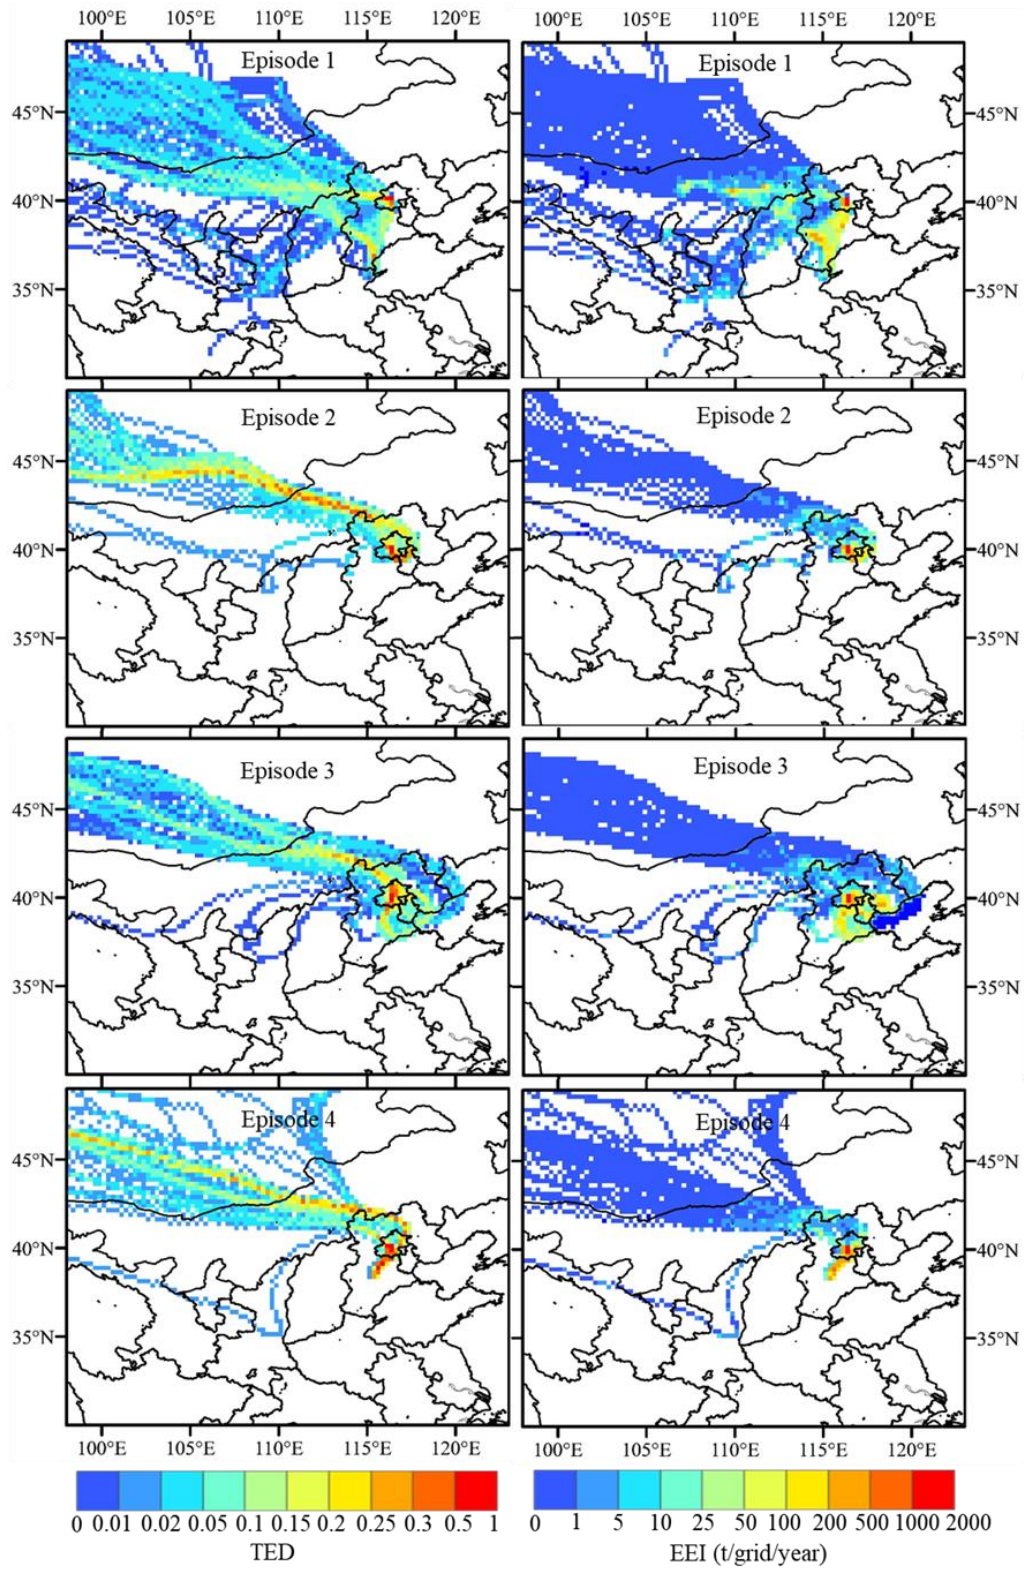 100°E 105°E 110°E 115°E 120°E 100°E 105°E 110°E 115°E 120°E
Episode 1 Episode 1
45°N 45°N
40°N 40°N
35°N 35°N
Episode 2 Episode 2
45°N 45°N
40°N 40°N
35°N 35°N
Episode 3 Episode 3
45°N 45°N
40°N 40°N
35°N 35°N
Episode 4 Episode 4
45°N 45°N
40°N 40°N
35°N 35°N
100°E 105°E 110°E 115°E 120°E 100°E 105°E 110°E 115°E 120°E
0 0.01 0.02 0.05 0.1 0.15 0.2 0.25 0.3 0.5 1 0 1 5 10 25 50 100 200 500 1000 2000
TED EEI (t/grid/year)